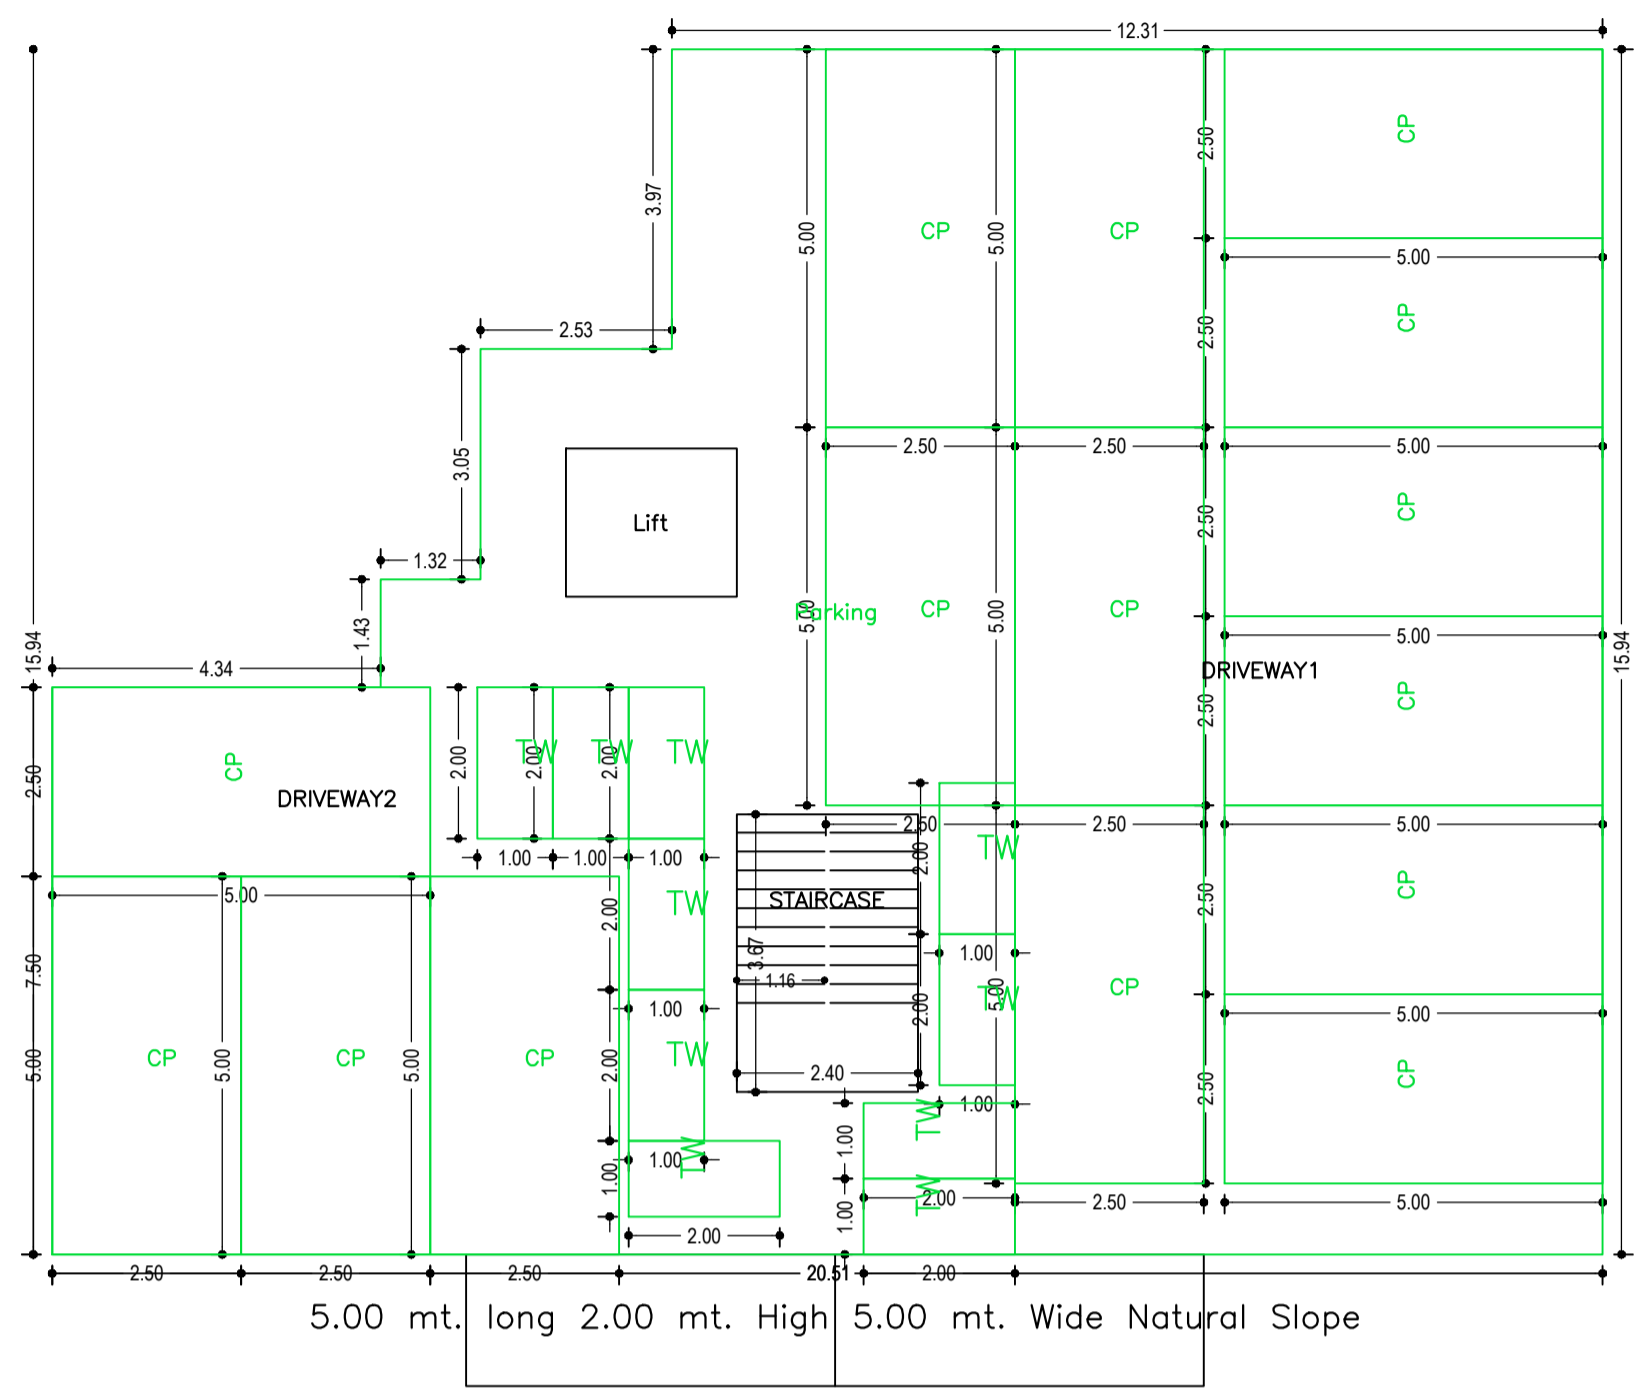 12.31
2.50
CP
3.97
5.00
CP
5.00
CP
5.00
2.50
CP
2.53
2.50
2.50
5.00
3.05
Lift
2.50
CP
1.32
Parking
5.00
CP
5.00
CP
5.00
1.43
15.94
15.94
4.34
DRIVEWAY1
2.50
CP
2.50
CP
DRIVEWAY2
2.00
2.00
TW
2.00
TW
TW
2.50
2.50
5.00
1.00
1.00
1.00
2.00
TW
5.00
2.00
TW
STAIRCASE
2.50
CP
7.50
3.67
1.16
1.00
2.00
5.00
TW
CP
1.00
5.00
5.00
CP
5.00
CP
5.00
CP
2.00
TW
2.40
2.50
CP
1.00
1.00
TW
1.00
1.00
TW
1.00
2.00
TW
2.50
5.00
2.00
2.50
2.50
2.50
20.51
2.00
5.00 mt. long 2.00 mt. High 5.00 mt. Wide Natural Slope